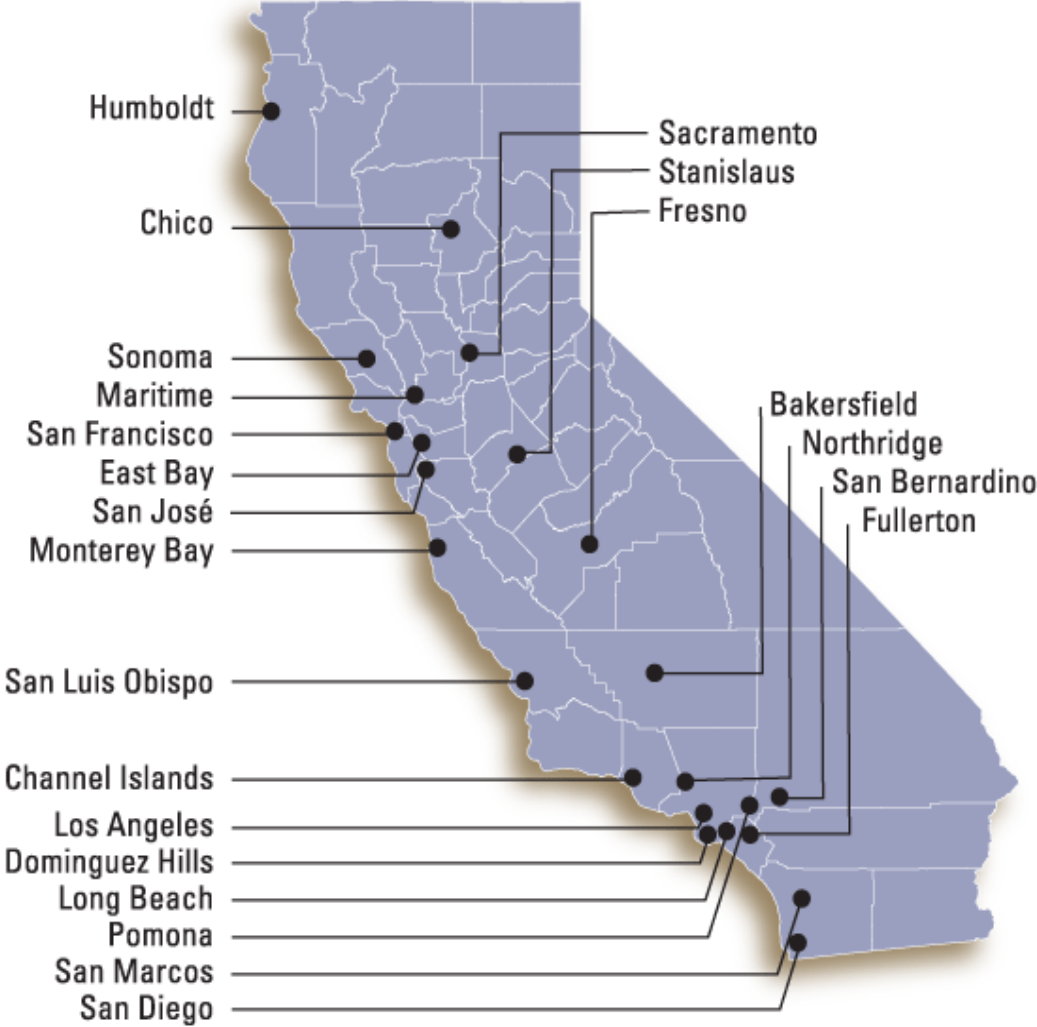 Humboldt
Chico
Sonoma
Maritime
San Francisco
East Bay
San José
Monterey Bay
San Luis Obispo
Channel Islands
Los Angeles
Dominguez Hills
Long Beach
Pomona
San Marcos
San Diego
Sacramento
Stanislaus
Fresno
Bakersfield
Northridge
San Bernardino
Fullerton